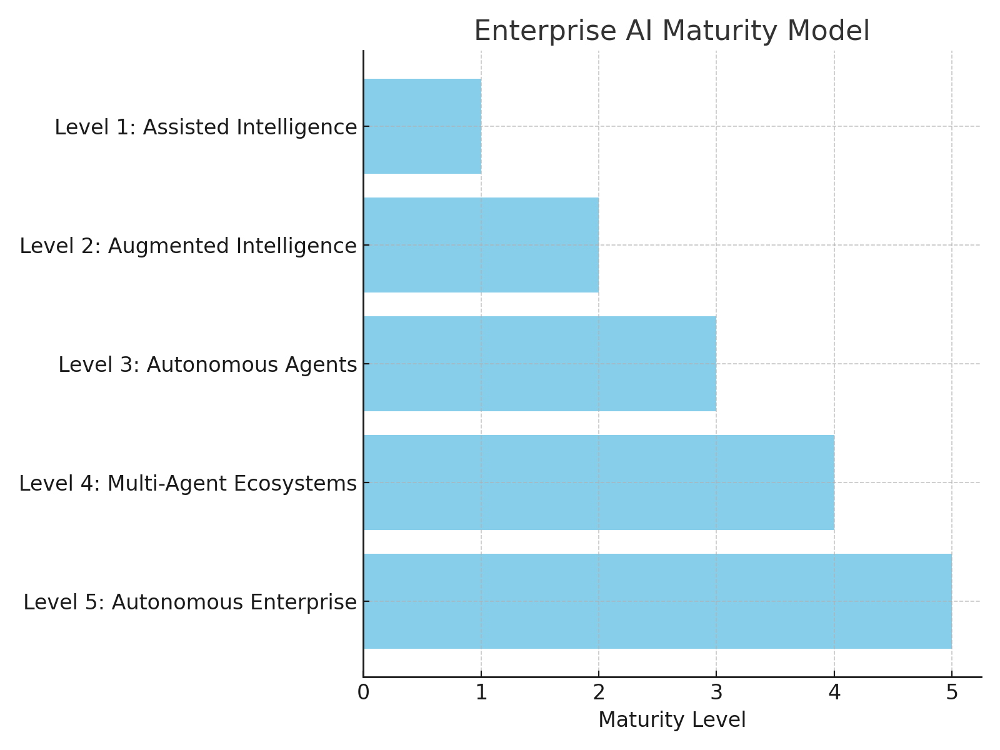 Enterprise AI Maturity Model
Level 1: Assisted Intelligence
Level 2: Augmented Intelligence
Level 3: Autonomous Agents
Level 4: Multi-Agent Ecosystems
Level 5: Autonomous Enterprise
0 1 2 3 4 5
Maturity Level